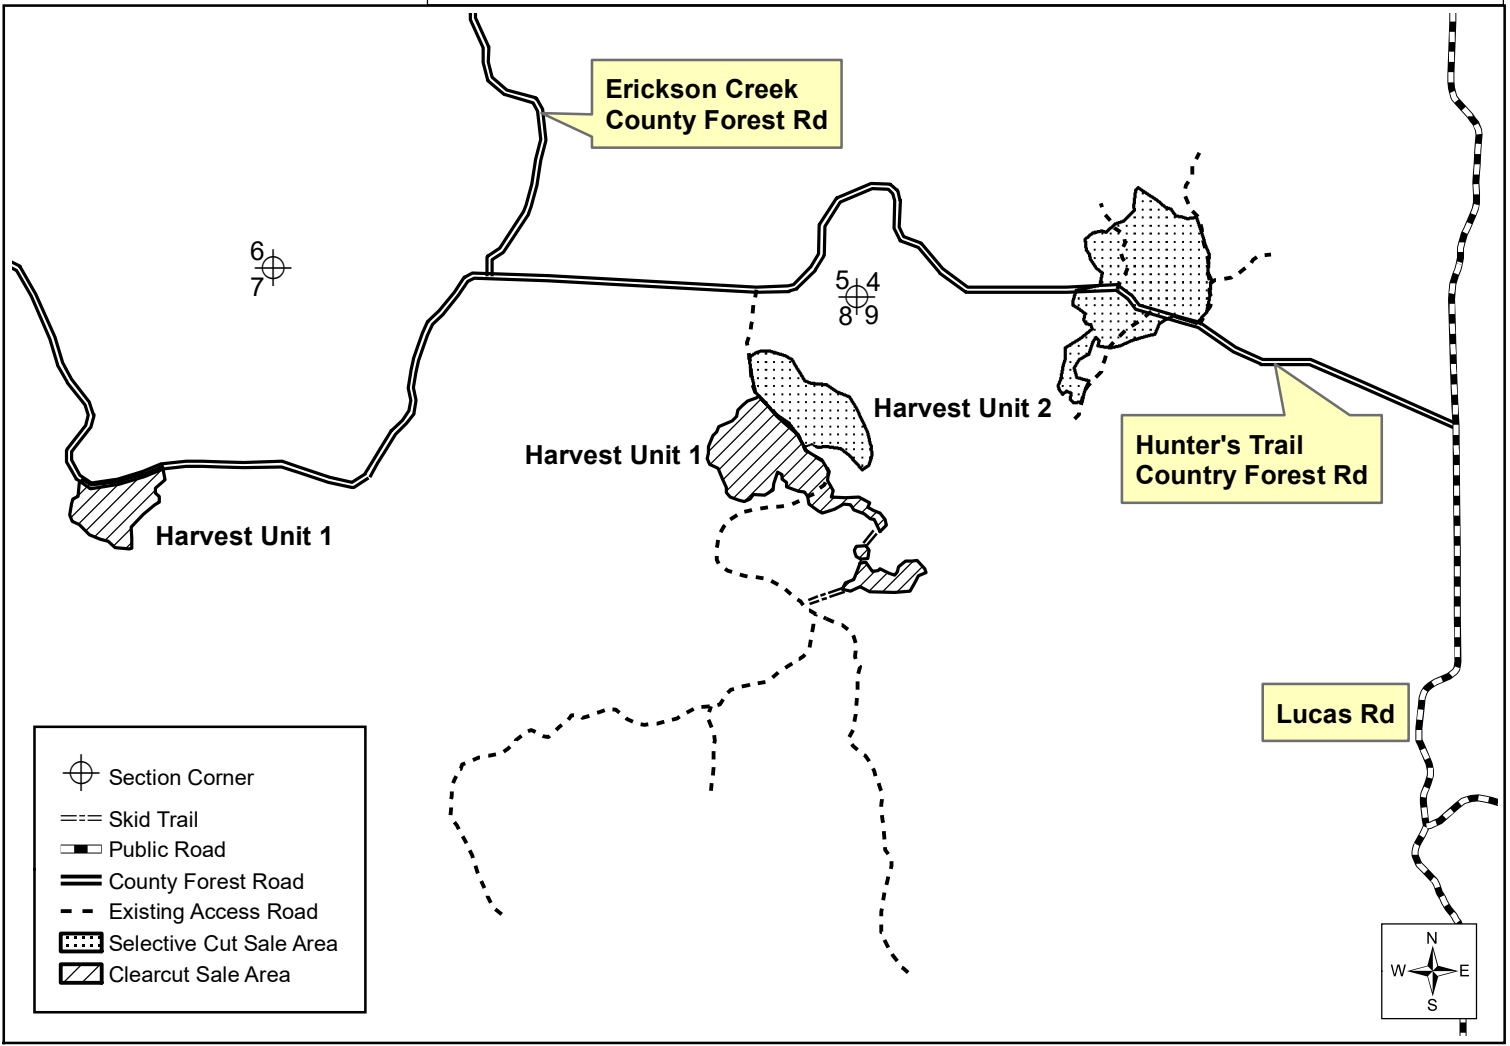 Erickson Creek
County Forest Rd
6
7
5 4
8 9
Harvest Unit 2
Harvest Unit 1
Hunter's Trail
Country Forest Rd
Harvest Unit 1
Lucas Rd
Section Corner
Skid Trail
Public Road
County Forest Road
Existing Access Road
Selective Cut Sale Area
Clearcut Sale Area
N
W E
S